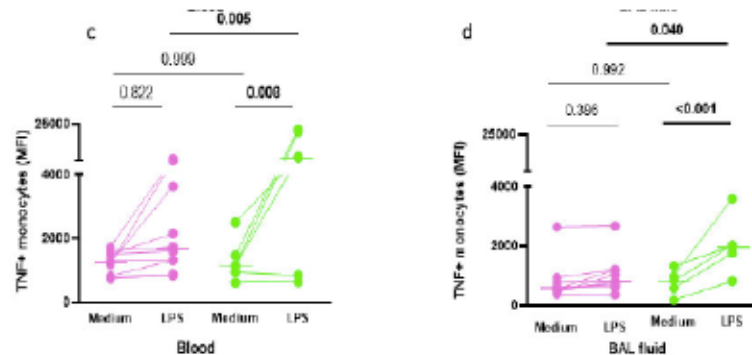 c
0.005
0.999
0.822
0.008
25000
4000
2000
0
TNF+ monocytes (MFI)
Medium
LPS
Medium
LPS
Blood
d
0.040
0.992
0.386
<0.001
25000
4000
2000
0
TNF+ monocytes (MFI)
Medium
LPS
Medium
LPS
BAL fluid